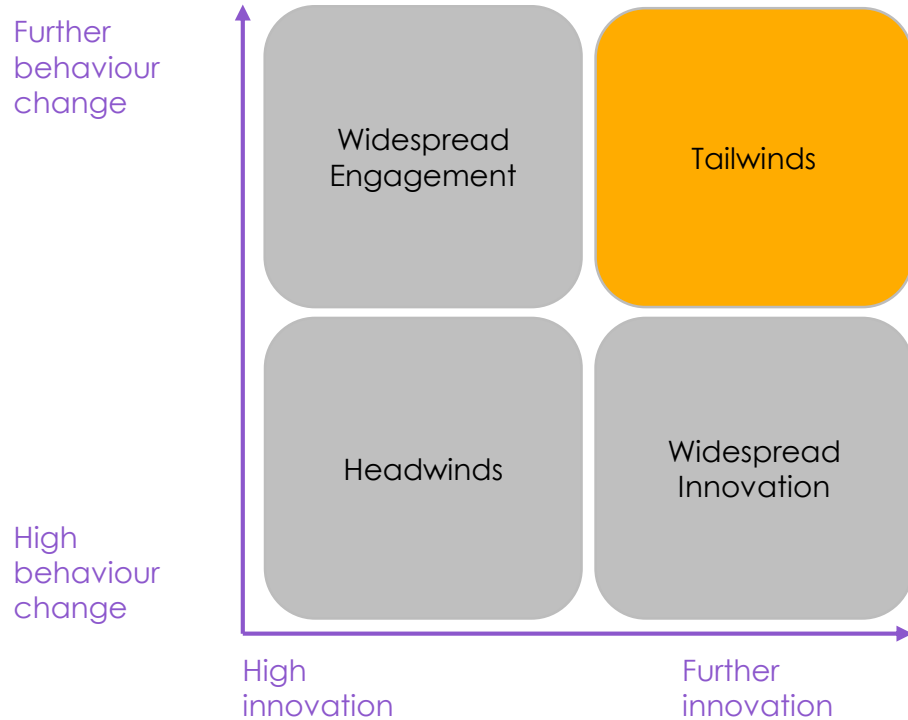 Further
behaviour
change
Widespread
Engagement
Tailwinds
Headwinds
Widespread
Innovation
High
behaviour
change
High
innovation
Further
innovation